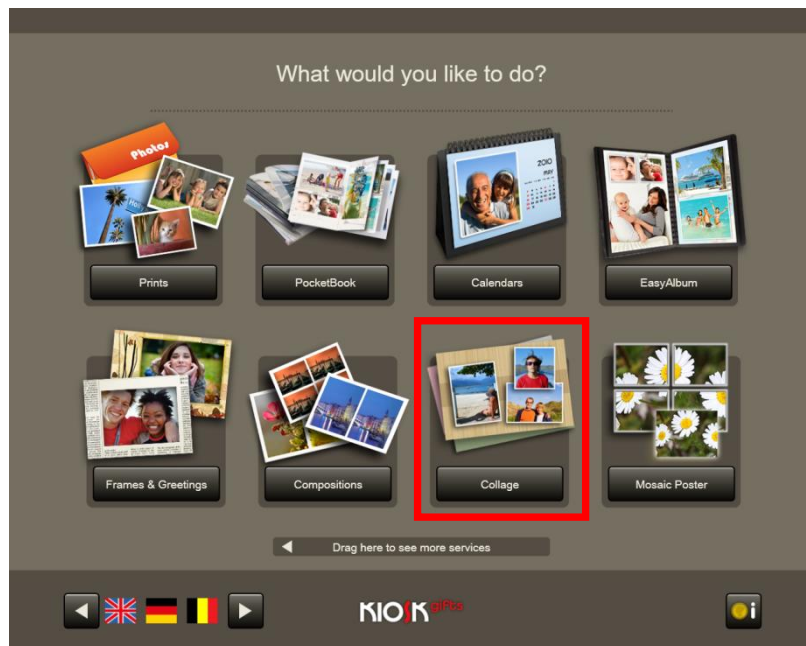 What would you like to do?
Photos
2010
MAY
Prints
PocketBook
Calendars
EasyAlbum
Frames & Greetings
Compositions
Collage
Mosaic Poster
Drag here to see more services
KIOSK gifts
i